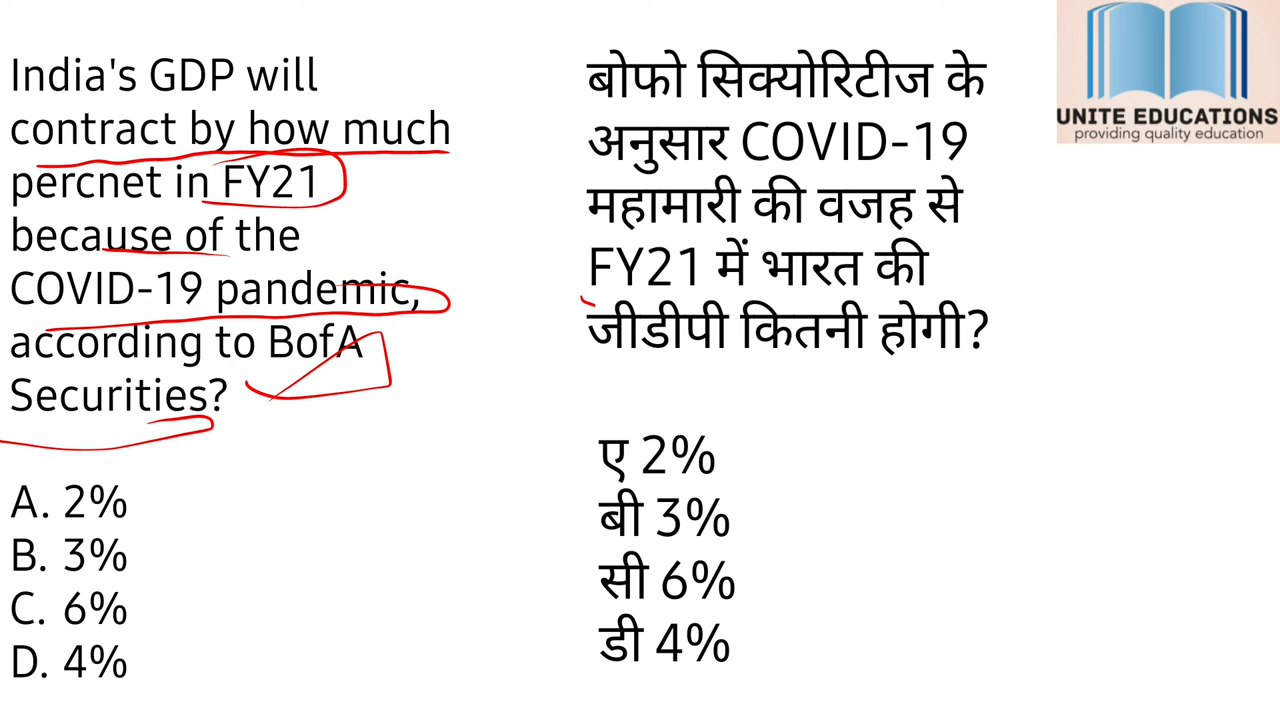 India's GDP will
contract by how much
percnet in FY21
because of the
COVID-19 pandemic,
according to BofA
Securities?
A. 2%
B. 3%
C. 6%
D. 4%
बोफो सिक्योरिटीज के
अनुसार COVID-19
महामारी की वजह से
FY21 में भारत की
जीडीपी कितनी होगी?
ए 2%
बी 3%
सी 6%
डी 4%
UNITE EDUCATIONS
providing quality education